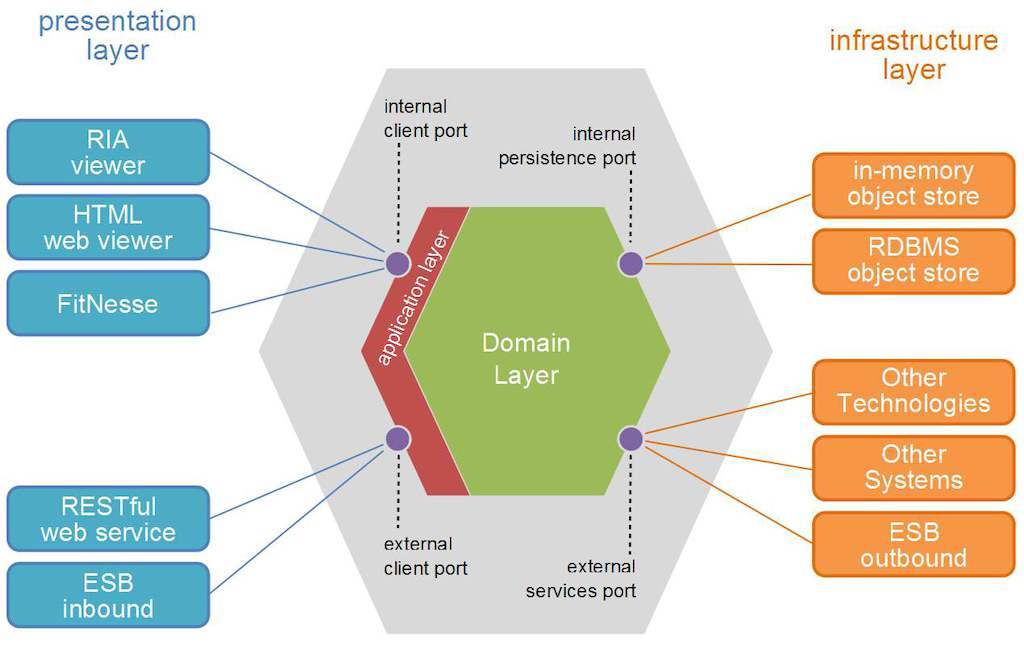 presentation
layer
infrastructure
layer
internal
client port
internal
persistence port
RIA
viewer
HTML
web viewer
FitNesse
in-memory
object store
RDBMS
object store
application layer
Domain
Layer
Other
Technologies
Other
Systems
ESB
outbound
RESTful
web service
ESB
inbound
external
client port
external
services port